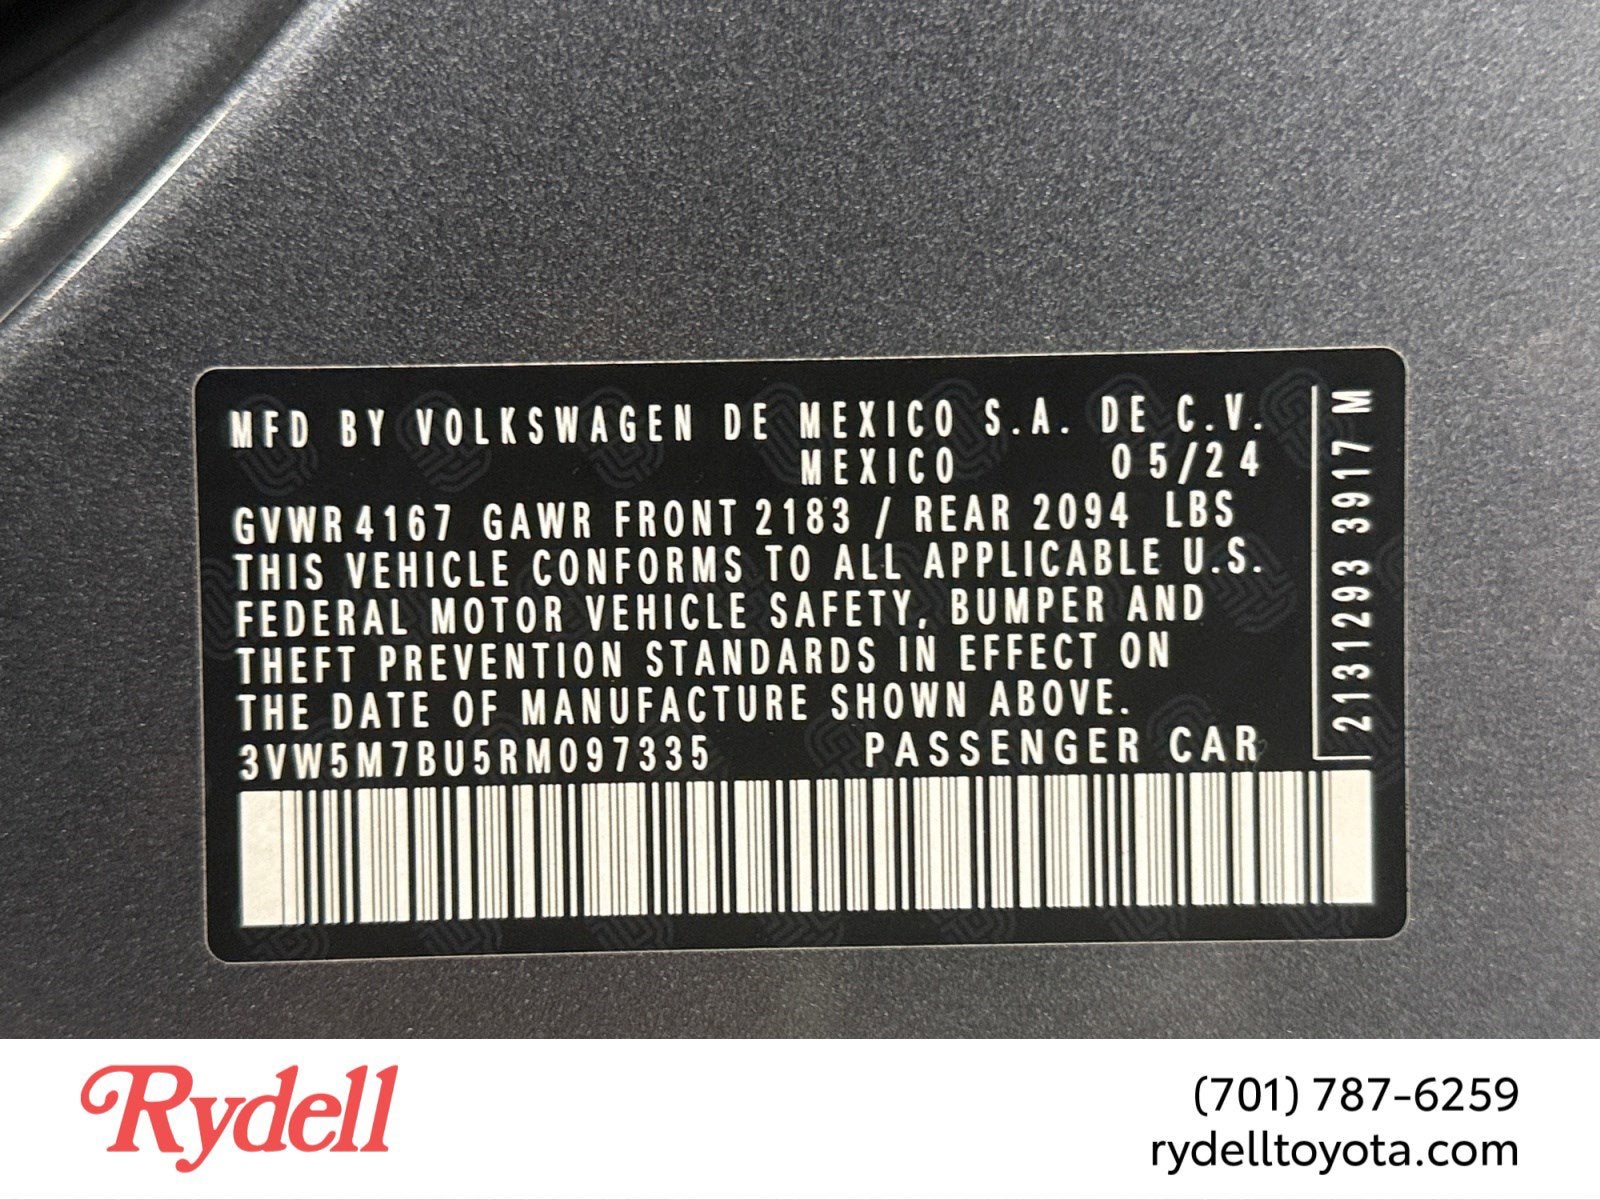 MFD BY VOLKSWAGEN DE MEXICO S.A. DE C.V.
MEXICO 05/24
GVWR 4167 GAWR FRONT 2183 / REAR 2094 LBS
THIS VEHICLE CONFORMS TO ALL APPLICABLE U.S.
FEDERAL MOTOR VEHICLE SAFETY, BUMPER AND
THEFT PREVENTION STANDARDS IN EFFECT ON
THE DATE OF MANUFACTURE SHOWN ABOVE.
3VW5M7BU5RM097335 PASSENGER CAR
2131293 3917 M
Rydell
(701) 787-6259
rydelltoyota.com